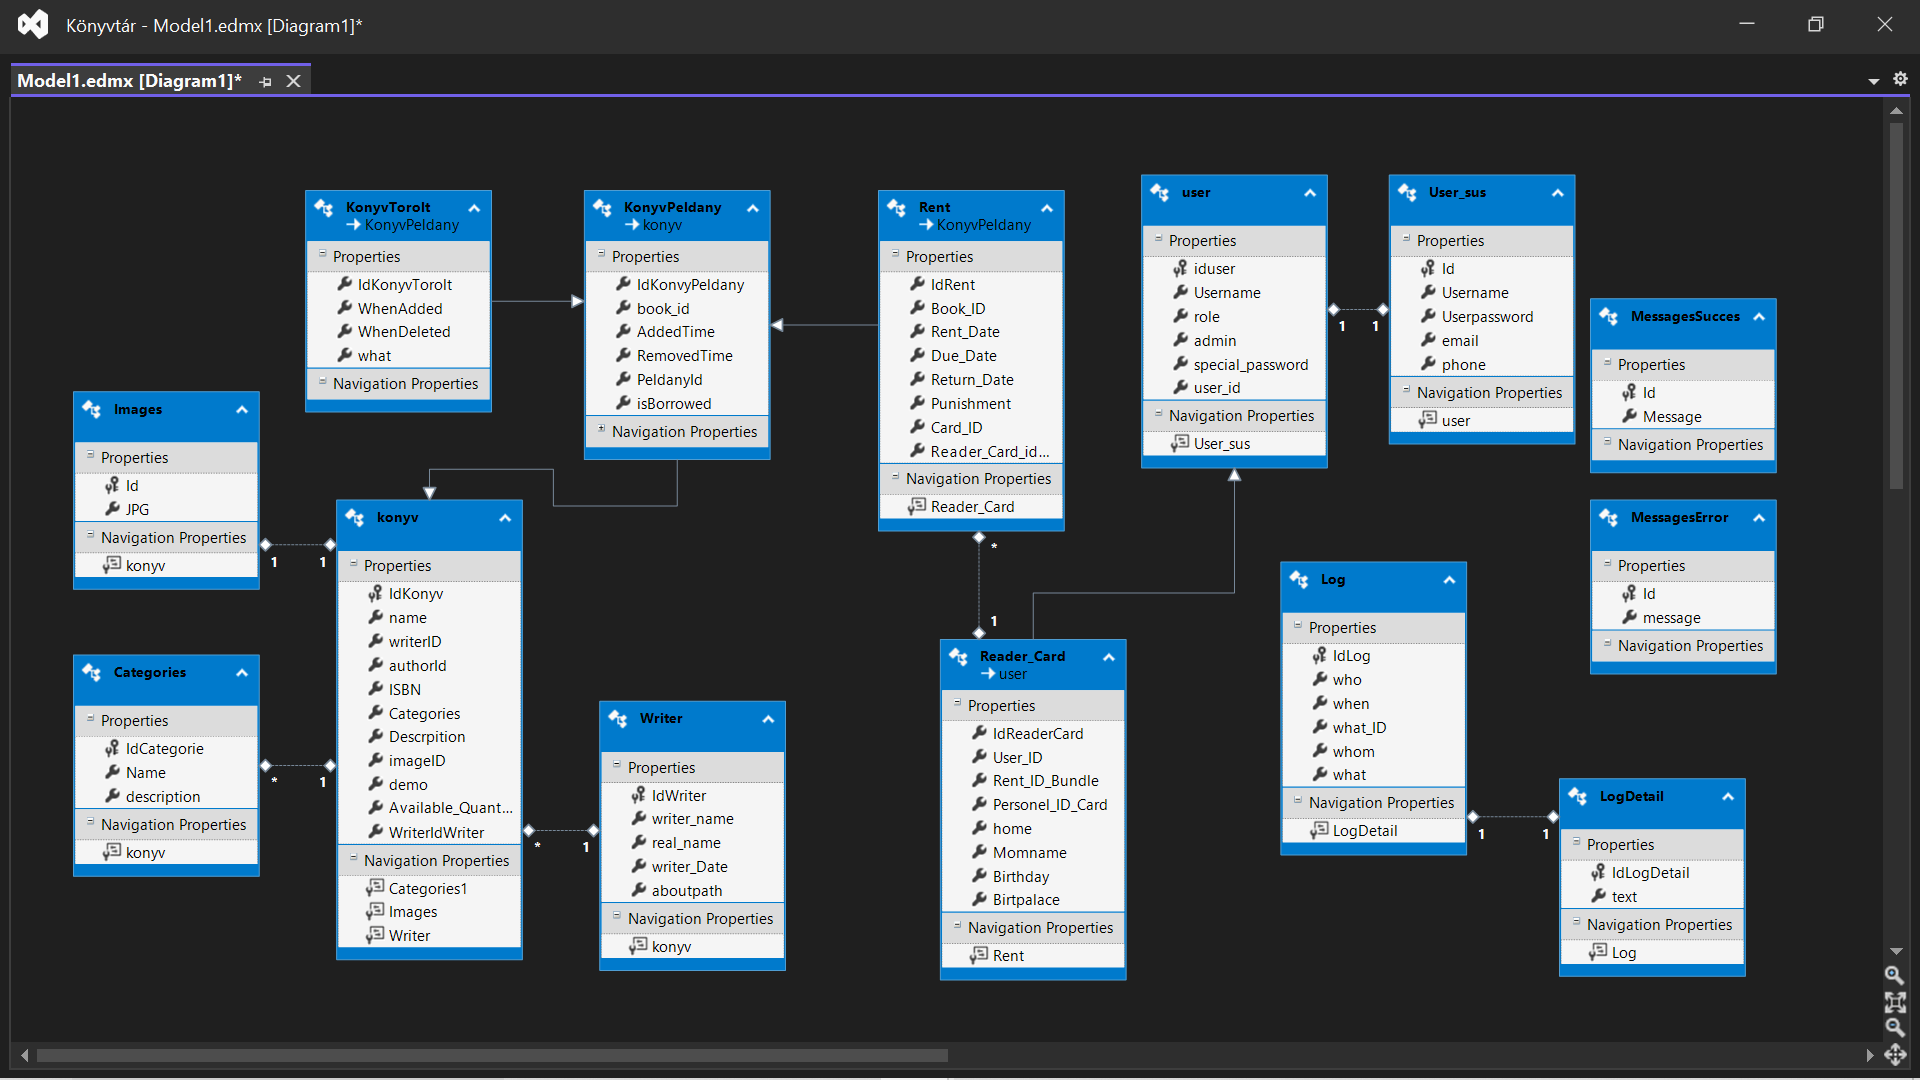 Könyvtár - Model1.edmx [Diagram1]*
Model1.edmx [Diagram1]*
KonyvTorolt
KonyvPeldany
Properties
IdKonyvTorolt
WhenAdded
WhenDeleted
what
Navigation Properties
KonyvPeldany
konyv
Properties
IdKonvyPeldany
book_id
AddedTime
RemovedTime
PeldanyId
isBorrowed
Navigation Properties
Rent
KonyvPeldany
Properties
IdRent
Book_ID
Rent_Date
Due_Date
Return_Date
Punishment
Card_ID
Reader_Card_id...
Navigation Properties
Reader_Card
user
Properties
iduser
Username
role
admin
special_password
user_id
Navigation Properties
User_sus
1
1
User_sus
Properties
Id
Username
Userpassword
email
phone
Navigation Properties
user
MessagesSucces
Properties
Id
Message
Navigation Properties
MessagesError
Properties
Id
message
Navigation Properties
Images
Properties
Id
JPG
Navigation Properties
konyv
1
1
Categories
Properties
IdCategorie
Name
description
Navigation Properties
konyv
*
1
konyv
Properties
IdKonyv
name
writerID
authorId
ISBN
Categories
Descrpition
imageID
demo
Available_Quant...
WriterIdWriter
Navigation Properties
Categories1
Images
Writer
*
1
Writer
Properties
IdWriter
writer_name
real_name
writer_Date
aboutpath
Navigation Properties
konyv
*
1
Reader_Card
user
Properties
IdReaderCard
User_ID
Rent_ID_Bundle
Personel_ID_Card
home
Momname
Birthday
Birtpalace
Navigation Properties
Rent
Log
Properties
IdLog
who
when
what_ID
whom
what
Navigation Properties
LogDetail
1
1
LogDetail
Properties
IdLogDetail
text
Navigation Properties
Log